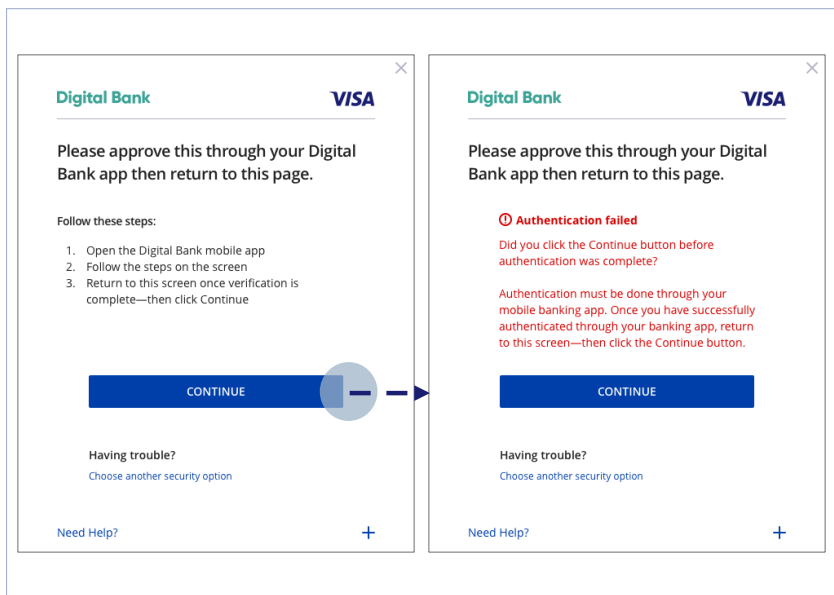 Digital Bank
VISA
Please approve this through your Digital
Bank app then return to this page.
Follow these steps:
1. Open the Digital Bank mobile app
2. Follow the steps on the screen
3. Return to this screen once verification is
complete—then click Continue
CONTINUE
Having trouble?
Choose another security option
Need Help?
Digital Bank
VISA
Please approve this through your Digital
Bank app then return to this page.
Authentication failed
Did you click the Continue button before
authentication was complete?
Authentication must be done through your
mobile banking app. Once you have successfully
authenticated through your banking app, return
to this screen—then click the Continue button.
CONTINUE
Having trouble?
Choose another security option
Need Help?